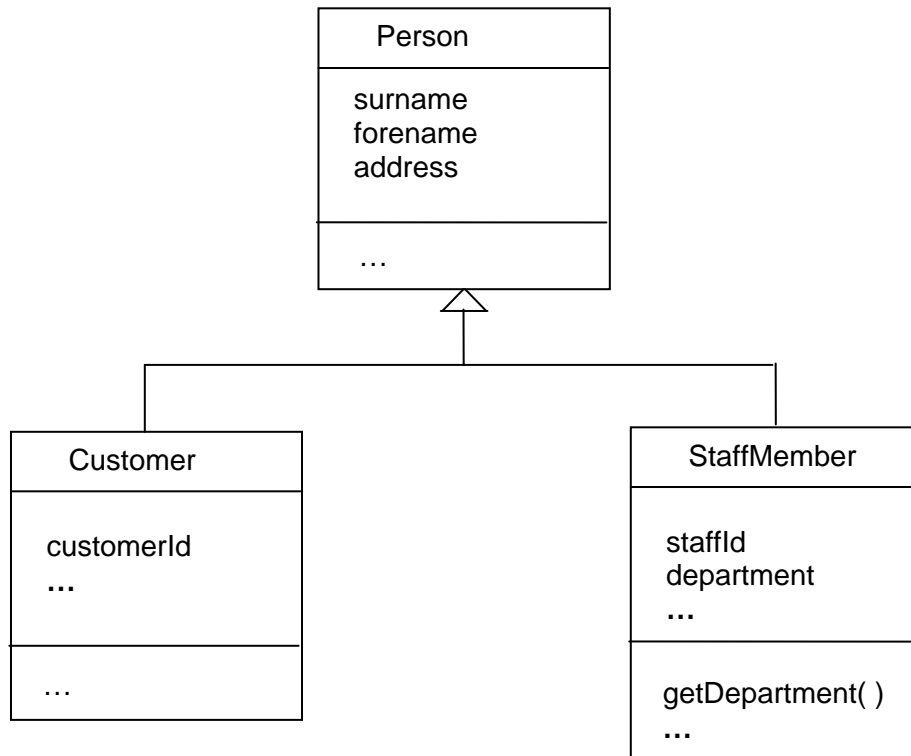 Person
surname
forename
address
…
Customer
customerId
…
…
StaffMember
staffId
department
…
getDepartment( )
…